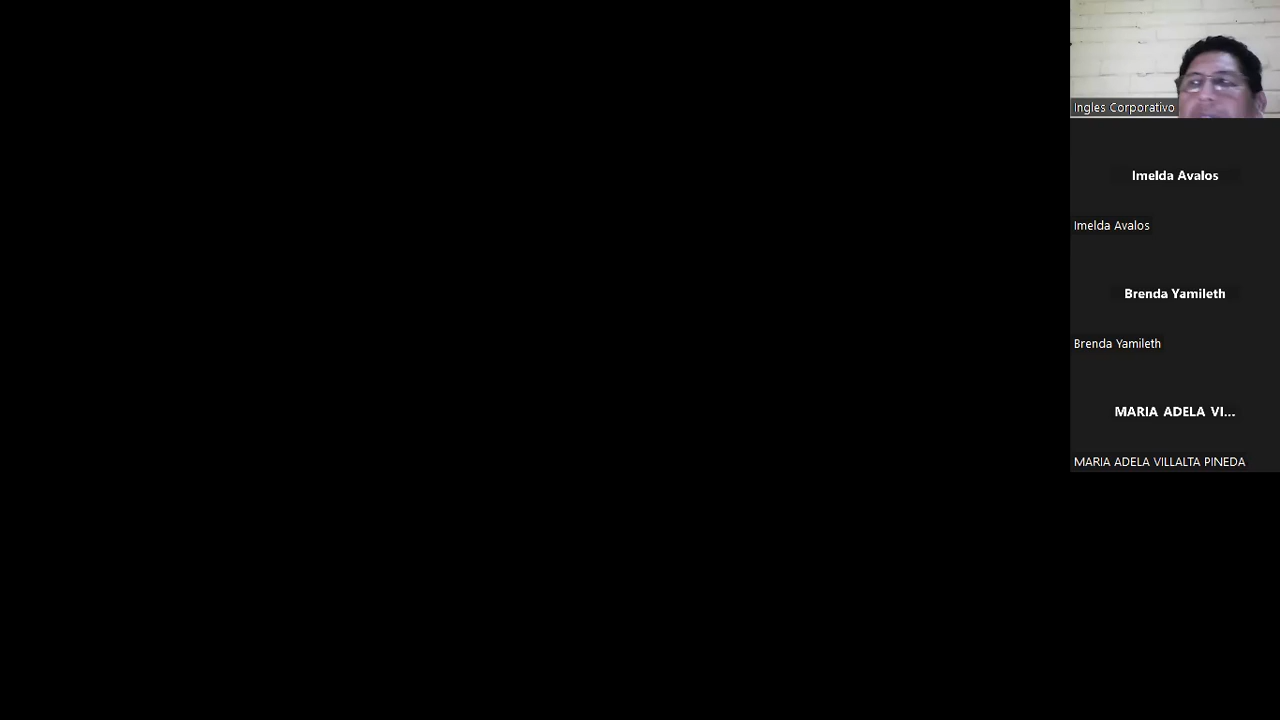 Ingles Corporativo
Imelda Avalos
Imelda Avalos
Brenda Yamileth
Brenda Yamileth
MARIA ADELA VI...
MARIA ADELA VILLALTA PINEDA